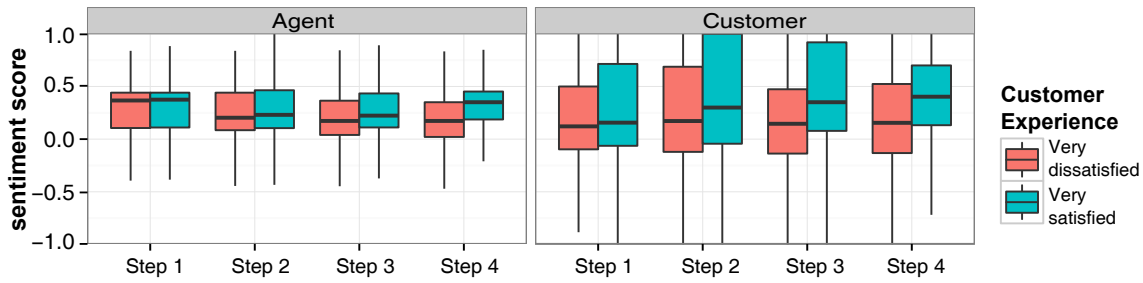 Agent
Customer
sentiment score
1.0
0.5
0.0
−0.5
−1.0
Step 1
Step 2
Step 3
Step 4
Step 1
Step 2
Step 3
Step 4
Customer
Experience
Very
dissatisfied
Very
satisfied